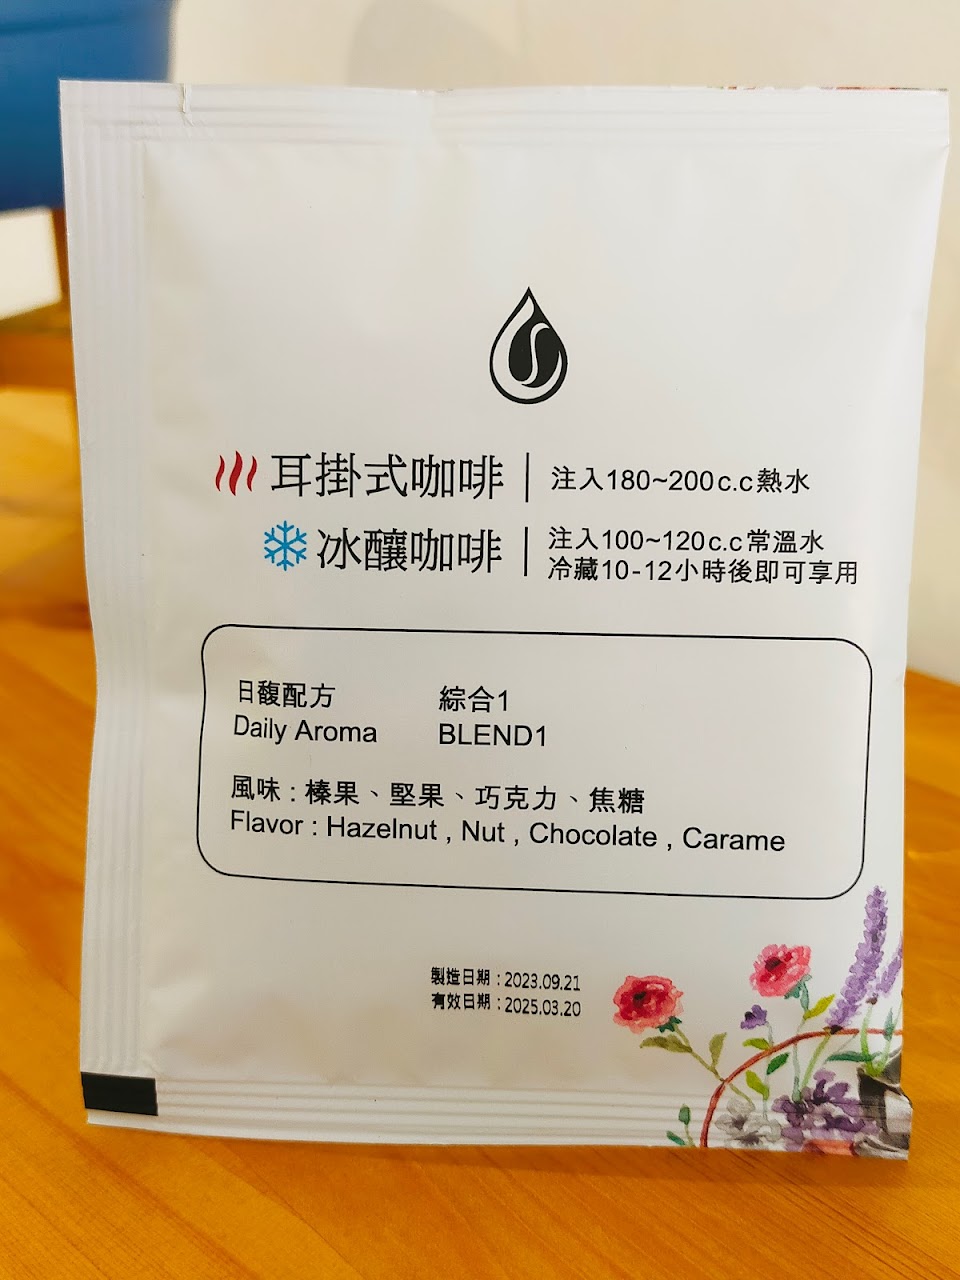 耳掛式咖啡 | 注入180~200c.c熱水
冰釀咖啡 | 注入100~120c.c常溫水
冷藏10-12小時後即可享用
日馥配方 綜合1
Daily Aroma BLEND1
風味 : 榛果、堅果、巧克力、焦糖
Flavor : Hazelnut , Nut , Chocolate , Carame
製造日期 : 2023.09.21
有效日期 : 2025.03.20